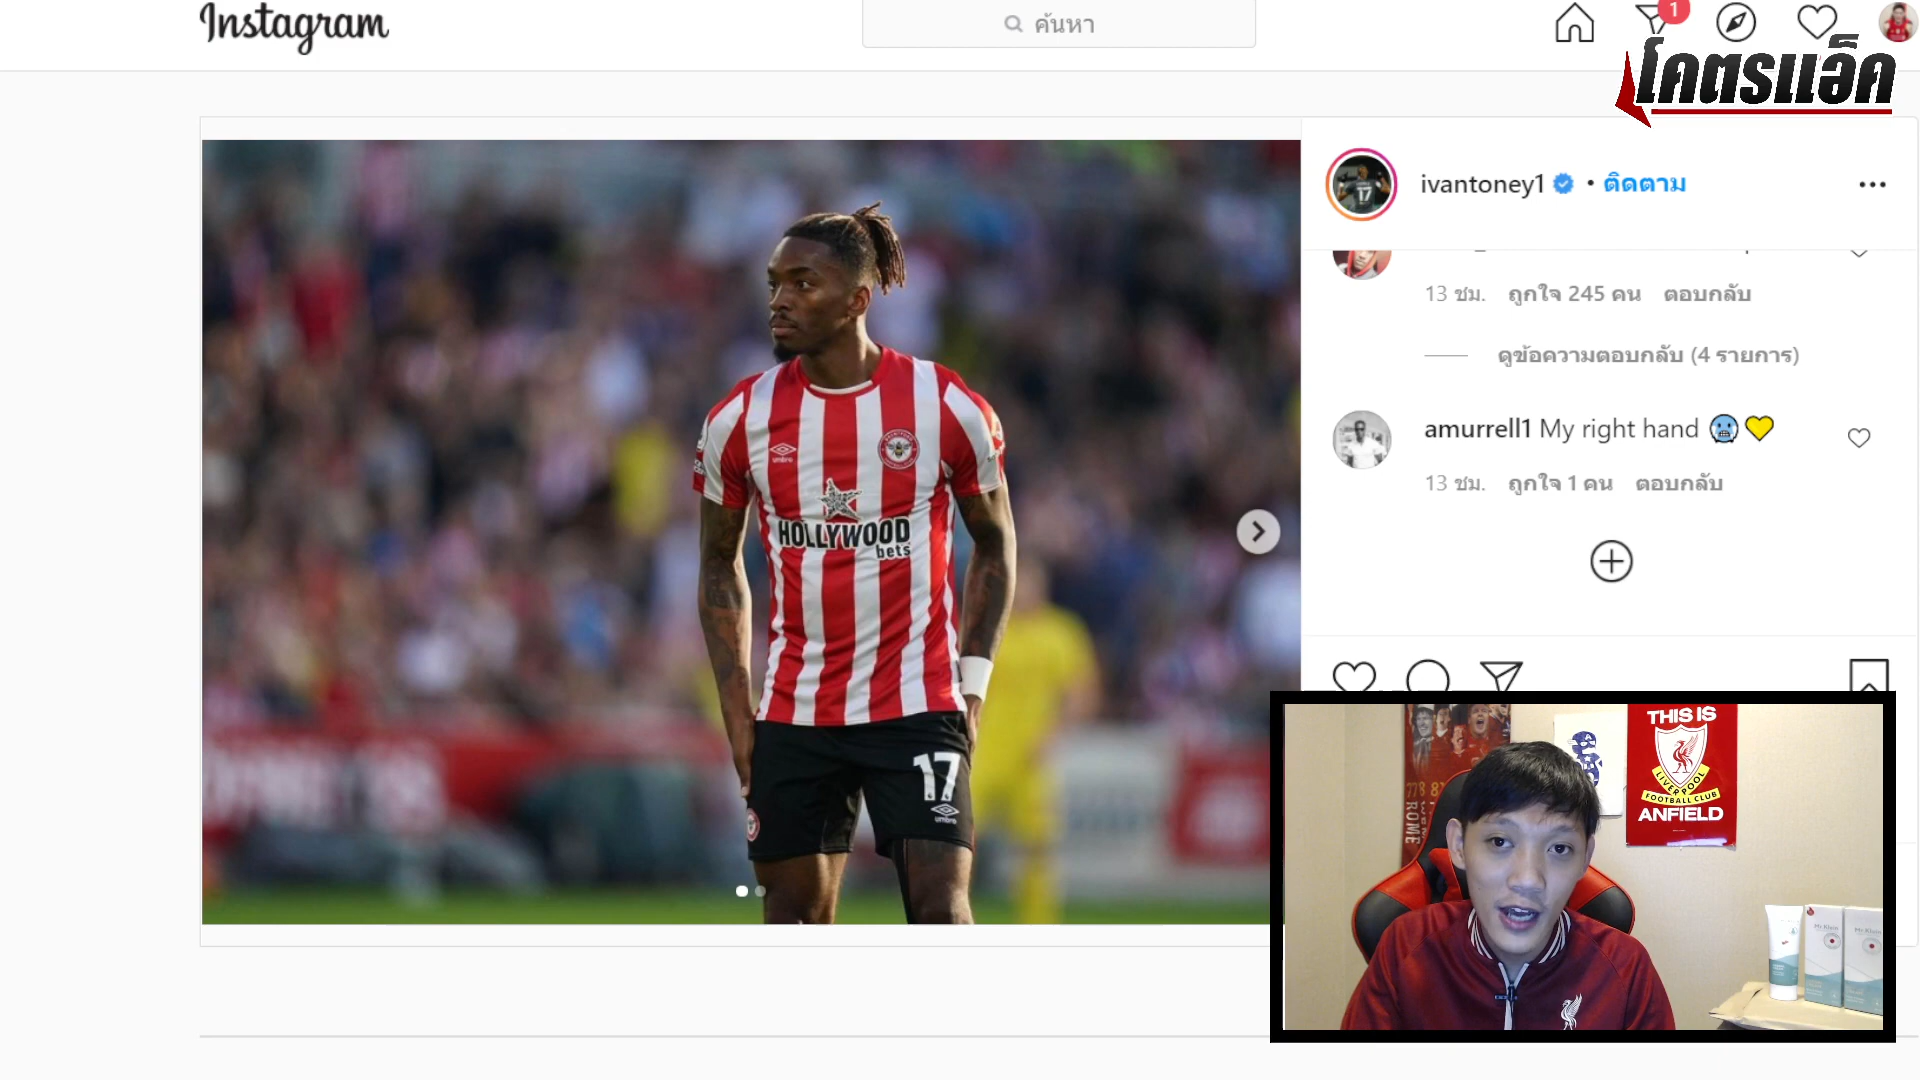 Instagram
ค้นหา
1
โคตรแอ็ค
ivantoney1 • ติดตาม
13 ชม. ถูกใจ 245 คน ตอบกลับ
ดูข้อความตอบกลับ (4 รายการ)
amurrell1 My right hand 🥶💛
13 ชม. ถูกใจ 1 คน ตอบกลับ
umbro
HOLLYWOOD
bets
17
umbro
THIS IS
LIVERPOOL
FOOTBALL CLUB
ANFIELD
ROME